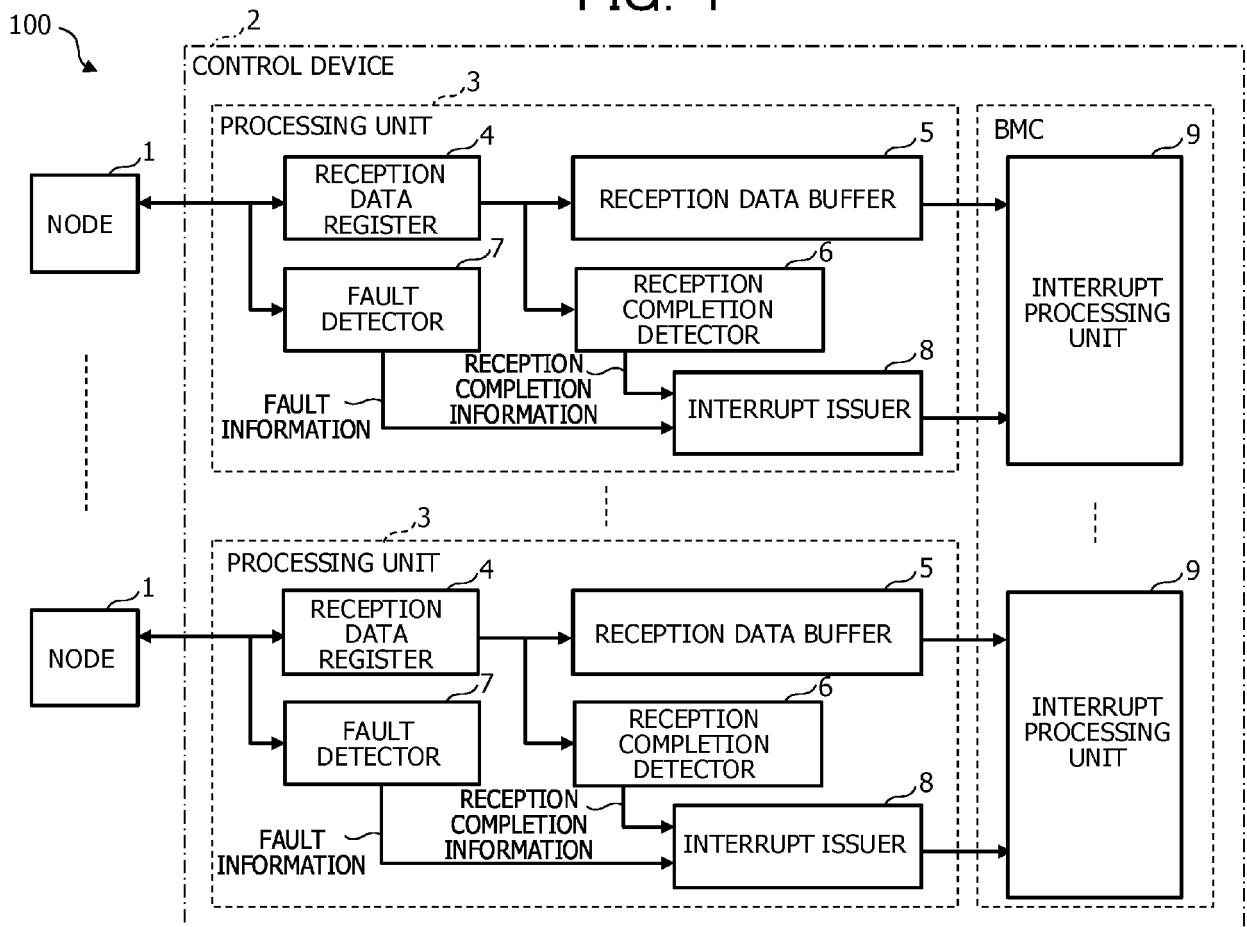 FIG. 1
100
2
CONTROL DEVICE
3
PROCESSING UNIT
BMC
1
NODE
4
RECEPTION
DATA
REGISTER
5
RECEPTION DATA BUFFER
9
INTERRUPT
PROCESSING
UNIT
7
FAULT
DETECTOR
6
RECEPTION
COMPLETION
DETECTOR
FAULT
INFORMATION
RECEPTION
COMPLETION
INFORMATION
8
INTERRUPT ISSUER
3
PROCESSING UNIT
1
NODE
4
RECEPTION
DATA
REGISTER
5
RECEPTION DATA BUFFER
9
INTERRUPT
PROCESSING
UNIT
7
FAULT
DETECTOR
6
RECEPTION
COMPLETION
DETECTOR
FAULT
INFORMATION
RECEPTION
COMPLETION
INFORMATION
8
INTERRUPT ISSUER